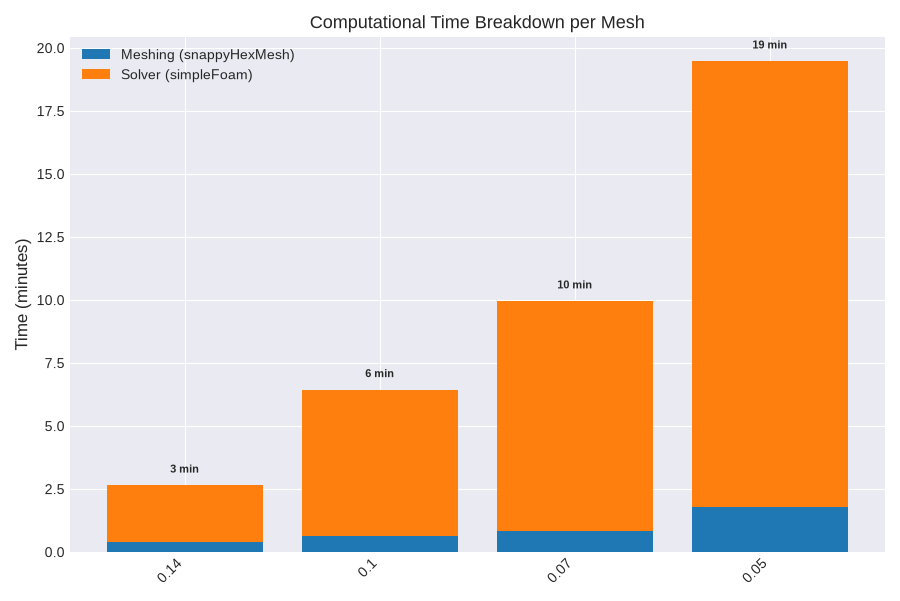 Computational Time Breakdown per Mesh
Meshing (snappyHexMesh)
Solver (simpleFoam)
Time (minutes)
20.0
17.5
15.0
12.5
10.0
7.5
5.0
2.5
0.0
3 min
6 min
10 min
19 min
0.14
0.1
0.07
0.05